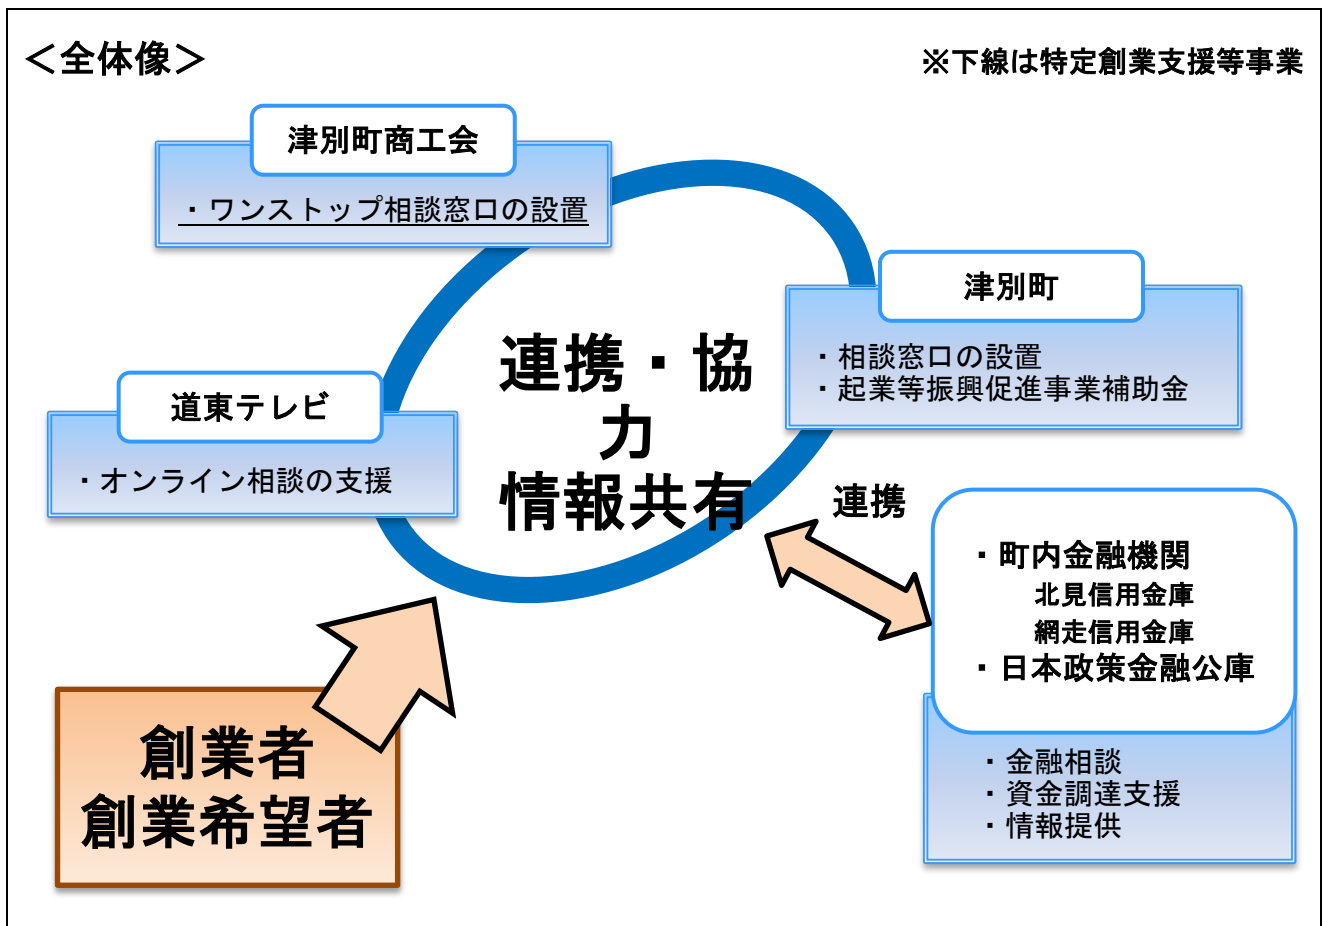 ＜全体像＞
※下線は特定創業支援等事業
津別町商工会
・ワンストップ相談窓口の設置
津別町
・相談窓口の設置
・起業等振興促進事業補助金
連携・協
力
情報共有
道東テレビ
・オンライン相談の支援
連携
・町内金融機関
北見信用金庫
網走信用金庫
・日本政策金融公庫
・金融相談
・資金調達支援
・情報提供
創業者
創業希望者